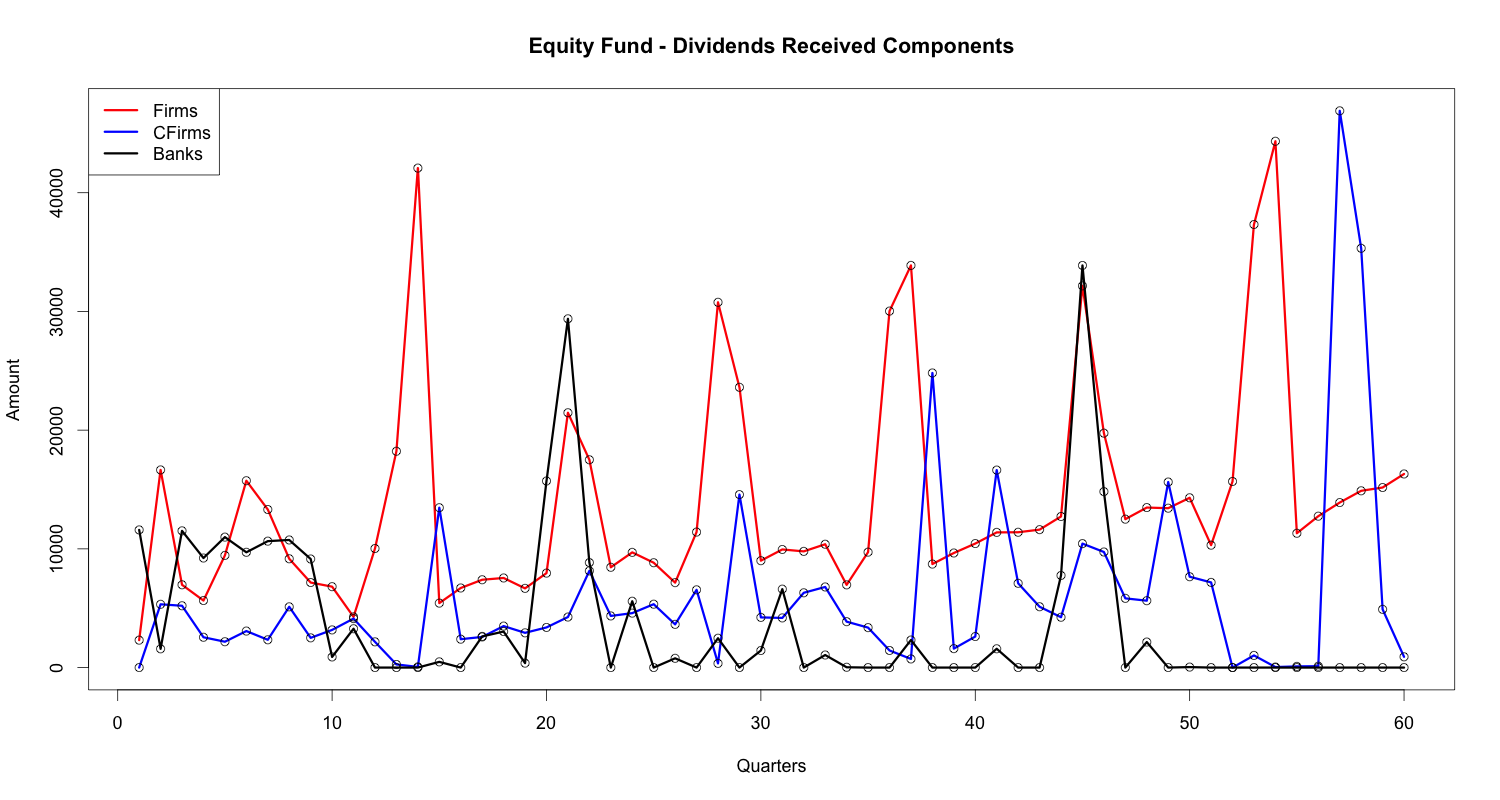 Equity Fund - Dividends Received Components
Firms
CFirms
Banks
Amount
0
10000
20000
30000
40000
0 10 20 30 40 50 60
Quarters